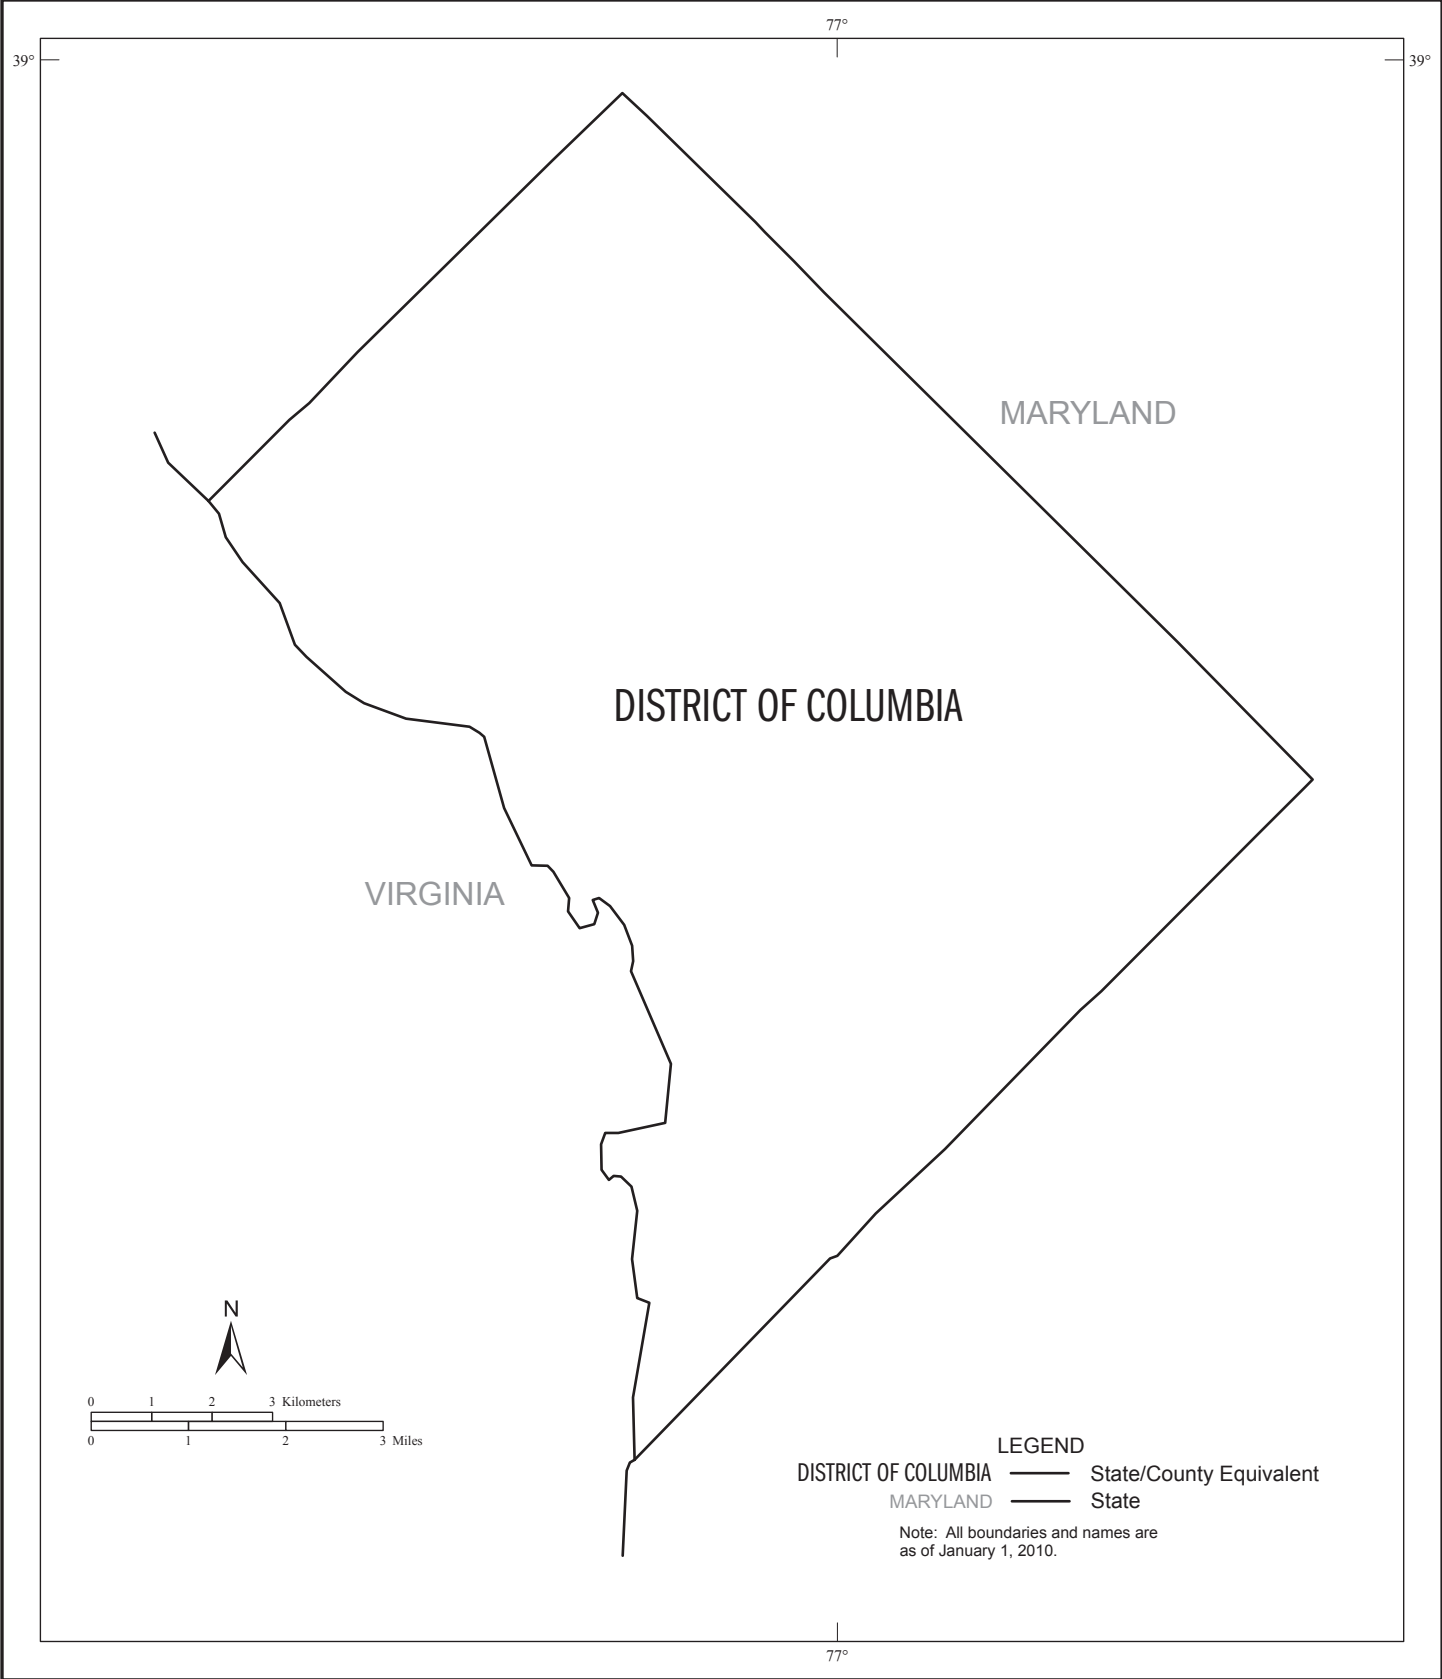 77°
39° 39°
MARYLAND
DISTRICT OF COLUMBIA
VIRGINIA
N
0 1 2 3 Kilometers
0 1 2 3 Miles
LEGEND
DISTRICT OF COLUMBIA State/County Equivalent
MARYLAND State
Note: All boundaries and names are
as of January 1, 2010.
77°